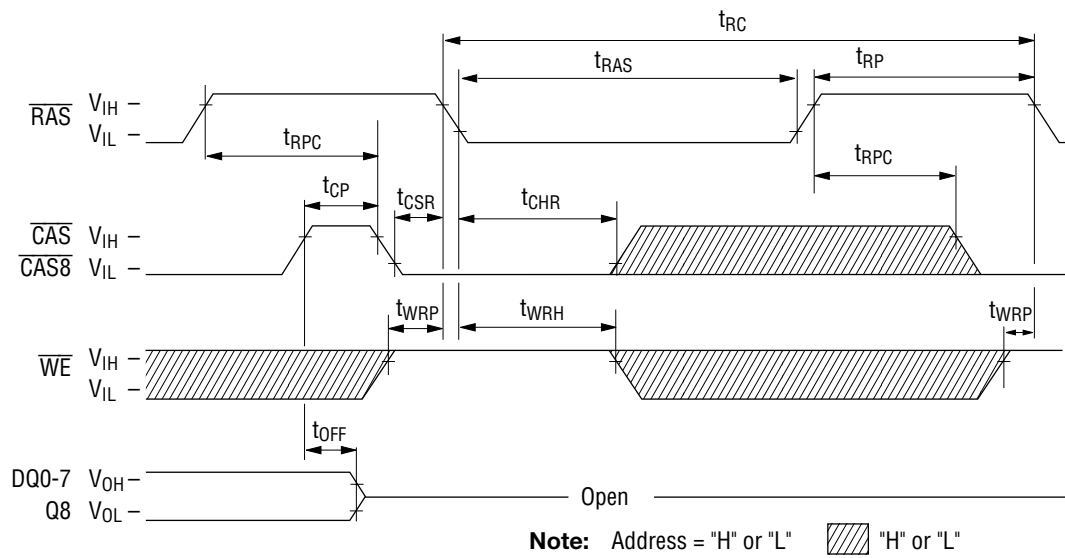 tRC
tRAS
tRP
RAS
VIH
VIL
tRPC
tRPC
tCP
tCSR
tCHR
CAS
VIH
CAS8
VIL
tWRP
tWRH
tWRP
WE
VIH
VIL
tOFF
DQ0-7 VOH
Q8 VOL
Open
Note: Address = "H" or "L" "H" or "L"